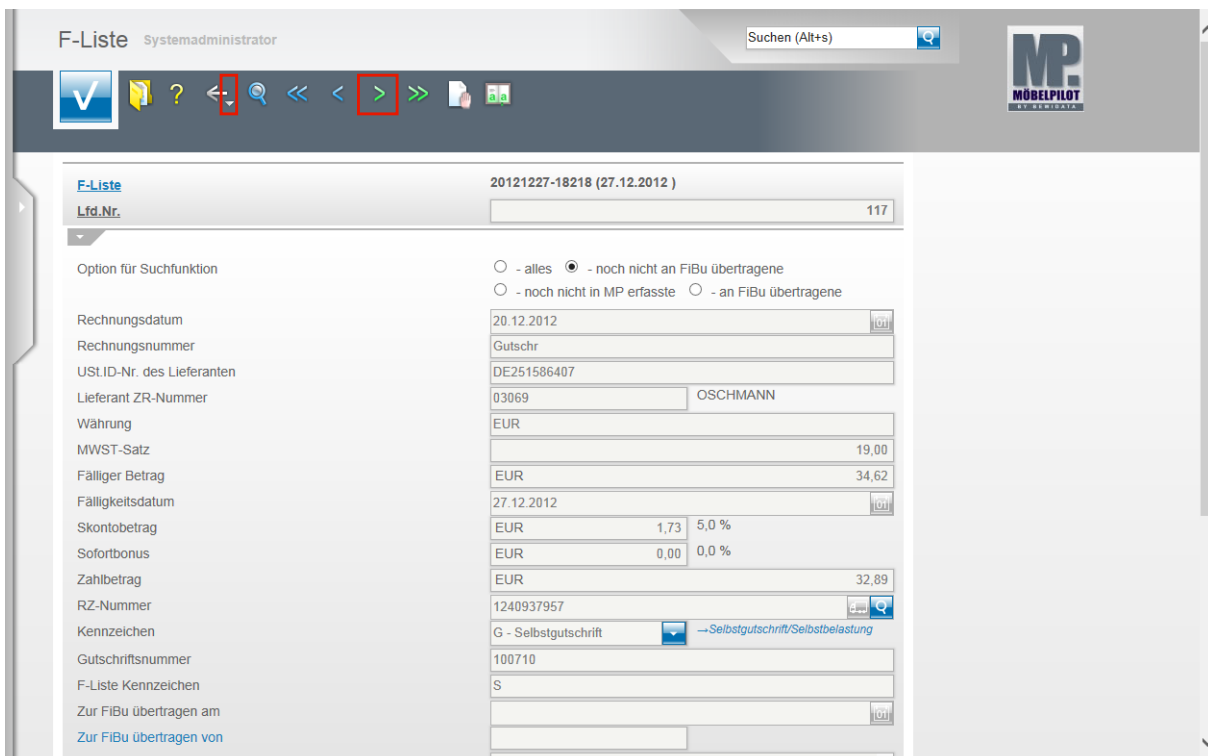 F-Liste Systemadministrator
Suchen (Alt+s)
MP.
MÖBELPILOT
BY BEMIDATA
F-Liste 20121227-18218 (27.12.2012 )
Lfd.Nr. 117
Option für Suchfunktion - alles - noch nicht an FiBu übertragene
- noch nicht in MP erfasste - an FiBu übertragene
Rechnungsdatum 20.12.2012
Rechnungsnummer Gutschr
USt.ID-Nr. des Lieferanten DE251586407
Lieferant ZR-Nummer 03069 OSCHMANN
Währung EUR
MWST-Satz 19,00
Fälliger Betrag EUR 34,62
Fälligkeitsdatum 27.12.2012
Skontobetrag EUR 1,73 5,0 %
Sofortbonus EUR 0,00 0,0 %
Zahlbetrag EUR 32,89
RZ-Nummer 1240937957
Kennzeichen G - Selbstgutschrift →Selbstgutschrift/Selbstbelastung
Gutschriftsnummer 100710
F-Liste Kennzeichen S
Zur FiBu übertragen am
Zur FiBu übertragen von